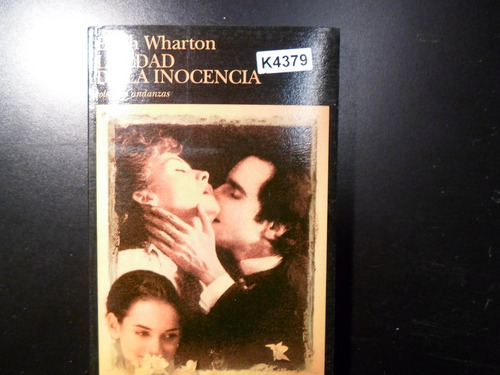 Wharton
K4379
EDAD
LA INOCENCIA
andanzas